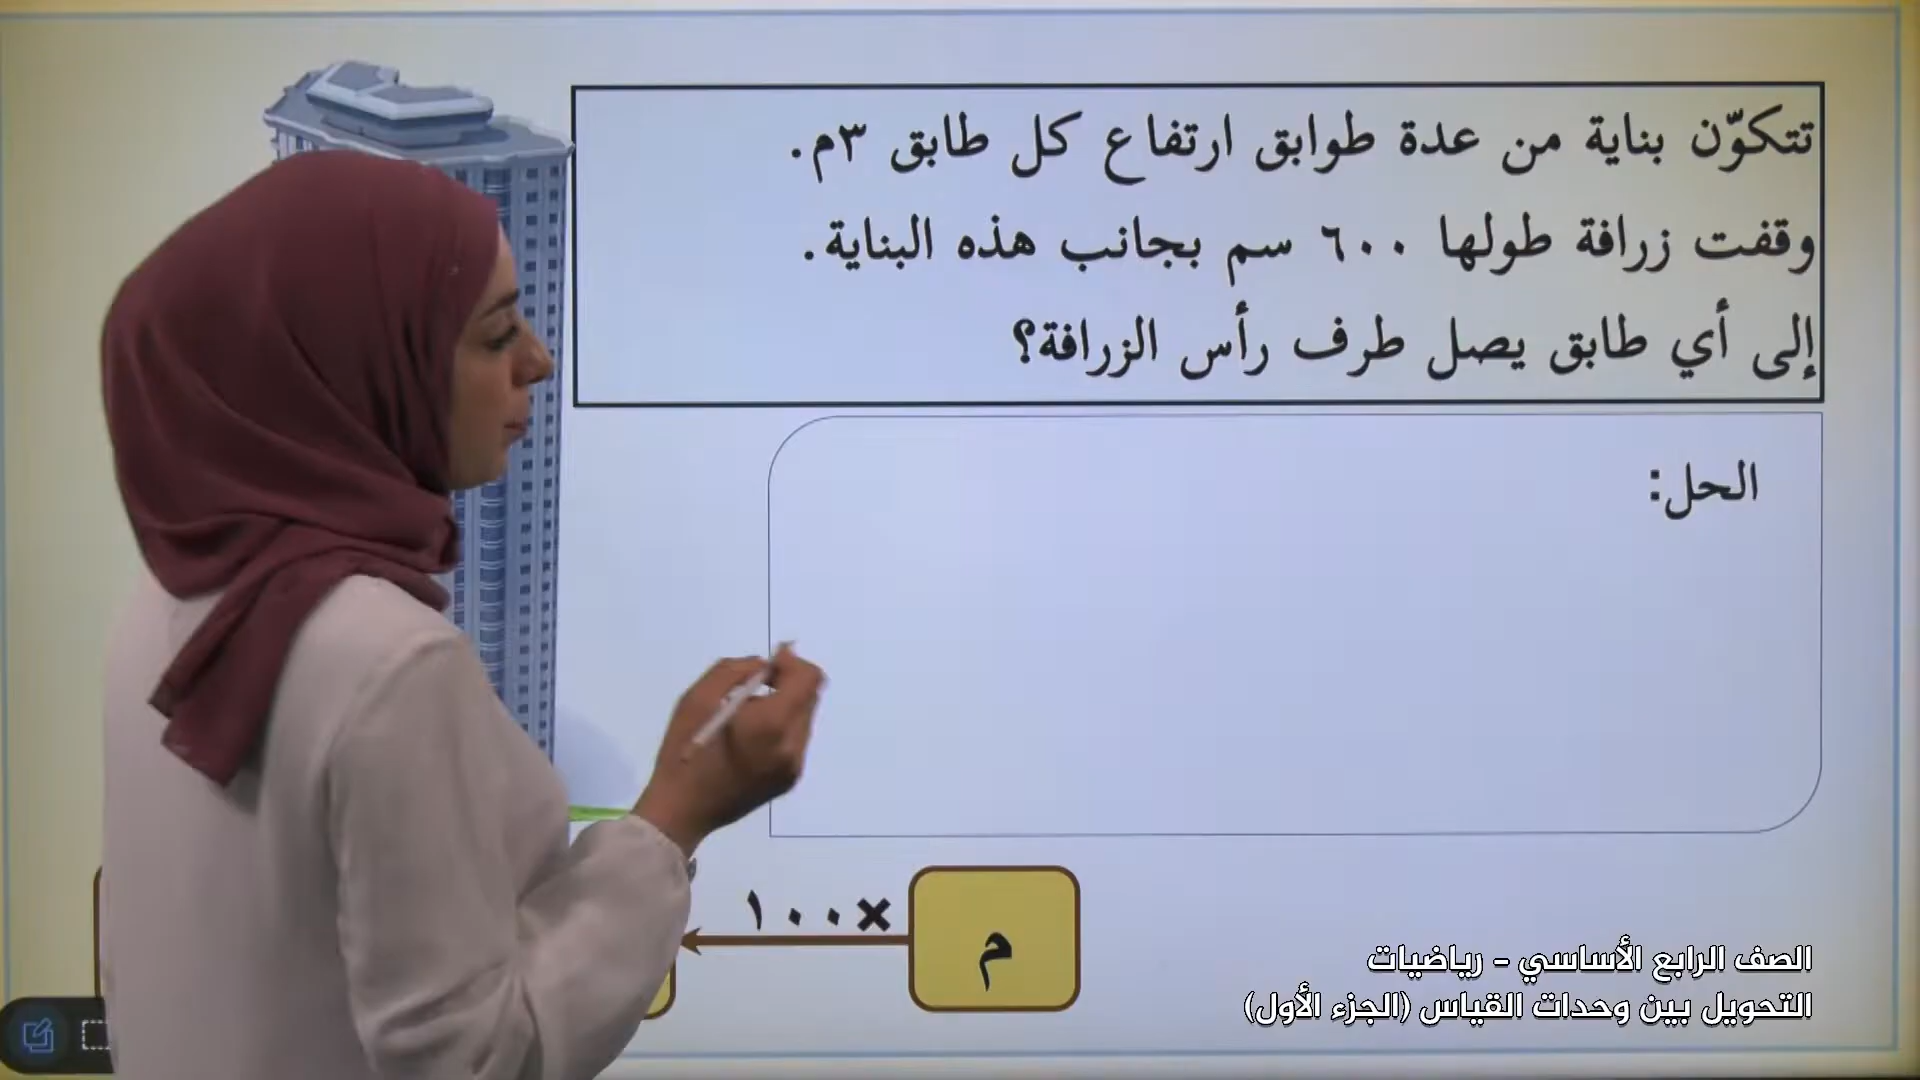 تتكوّن بناية من عدة طوابق ارتفاع كل طابق ٣م.
وقفت زرافة طولها ٦٠٠ سم بجانب هذه البناية.
إلى أي طابق يصل طرف رأس الزرافة؟
الحل:
×١٠٠
م
الصف الرابع الأساسي - رياضيات
التحويل بين وحدات القياس (الجزء الأول)